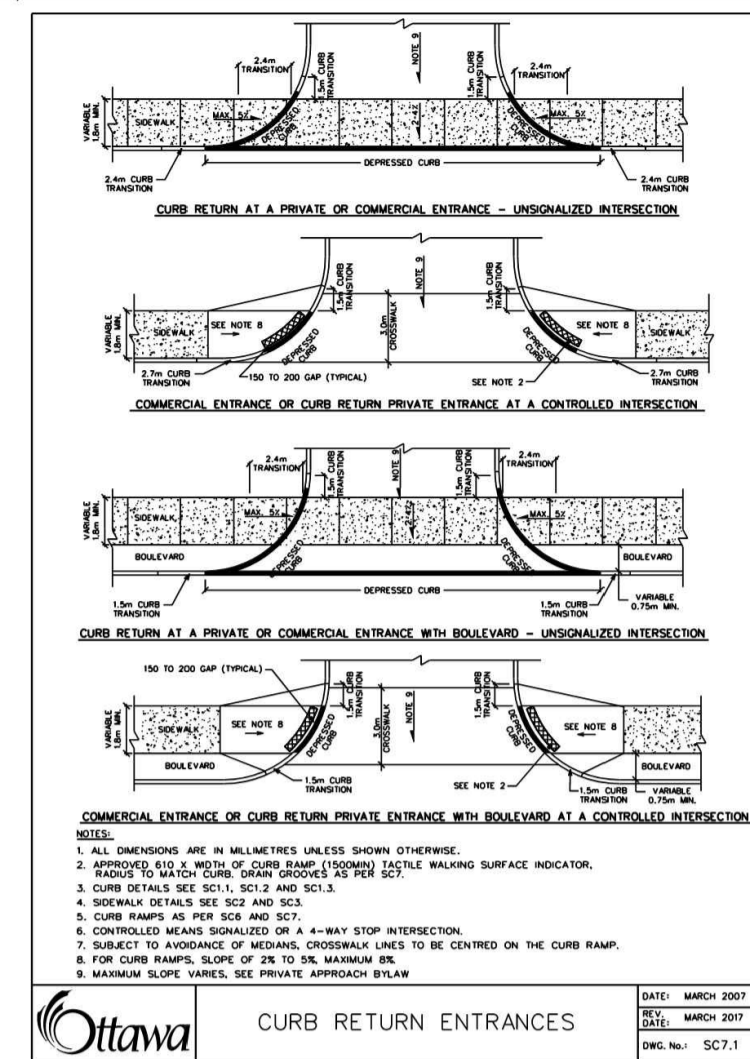 2.4m
TRANSITION
1.5m CURB
TRANSITION
NOTE 9
1.5m CURB
TRANSITION
2.4m
TRANSITION
VARIABLE
1.8m MIN.
SIDEWALK
MAX. 5%
DEPRESSED CURB
2-4%
DEPRESSED CURB
MAX. 5%
DEPRESSED CURB
2.4m CURB
TRANSITION
2.4m CURB
TRANSITION
CURB RETURN AT A PRIVATE OR COMMERCIAL ENTRANCE - UNSIGNALIZED INTERSECTION
1.5m CURB
TRANSITION
NOTE 9
1.5m CURB
TRANSITION
VARIABLE
1.8m MIN.
SIDEWALK
SEE NOTE 8
DEPRESSED
CURB
3.0m
CROSSWALK
DEPRESSED
CURB
SEE NOTE 8
SIDEWALK
2.7m CURB
TRANSITION
150 TO 200 GAP (TYPICAL)
SEE NOTE 2
2.7m CURB
TRANSITION
COMMERCIAL ENTRANCE OR CURB RETURN PRIVATE ENTRANCE AT A CONTROLLED INTERSECTION
2.4m
TRANSITION
1.5m CURB
TRANSITION
NOTE 9
1.5m CURB
TRANSITION
2.4m
TRANSITION
VARIABLE
1.8m MIN.
SIDEWALK
MAX. 5%
2-4%
MAX. 5%
BOULEVARD
DEPRESSED
CURB
DEPRESSED
CURB
BOULEVARD
DEPRESSED CURB
1.5m CURB
TRANSITION
1.5m CURB
TRANSITION
VARIABLE
0.75m MIN.
CURB RETURN AT A PRIVATE OR COMMERCIAL ENTRANCE WITH BOULEVARD - UNSIGNALIZED INTERSECTION
150 TO 200 GAP (TYPICAL)
1.5m CURB
TRANSITION
NOTE 9
1.5m CURB
TRANSITION
VARIABLE
1.8m MIN.
SIDEWALK
SEE NOTE 8
DEPRESSED
CURB
3.0m
CROSSWALK
DEPRESSED
CURB
SEE NOTE 8
BOULEVARD
BOULEVARD
1.5m CURB
TRANSITION
SEE NOTE 2
1.5m CURB
TRANSITION
VARIABLE
0.75m MIN.
COMMERCIAL ENTRANCE OR CURB RETURN PRIVATE ENTRANCE WITH BOULEVARD AT A CONTROLLED INTERSECTION
NOTES:
1. ALL DIMENSIONS ARE IN MILLIMETRES UNLESS SHOWN OTHERWISE.
2. APPROVED 610 X WIDTH OF CURB RAMP (1500MIN) TACTILE WALKING SURFACE INDICATOR,
RADIUS TO MATCH CURB. DRAIN GROOVES AS PER SC7.
3. CURB DETAILS SEE SC1.1, SC1.2 AND SC1.3.
4. SIDEWALK DETAILS SEE SC2 AND SC3.
5. CURB RAMPS AS PER SC6 AND SC7.
6. CONTROLLED MEANS SIGNALIZED OR A 4-WAY STOP INTERSECTION.
7. SUBJECT TO AVOIDANCE OF MEDIANS, CROSSWALK LINES TO BE CENTRED ON THE CURB RAMP.
8. FOR CURB RAMPS, SLOPE OF 2% TO 5%, MAXIMUM 8%.
9. MAXIMUM SLOPE VARIES, SEE PRIVATE APPROACH BYLAW
Ottawa
CURB RETURN ENTRANCES
DATE: MARCH 2007
REV. DATE: MARCH 2017
DWG. No.: SC7.1